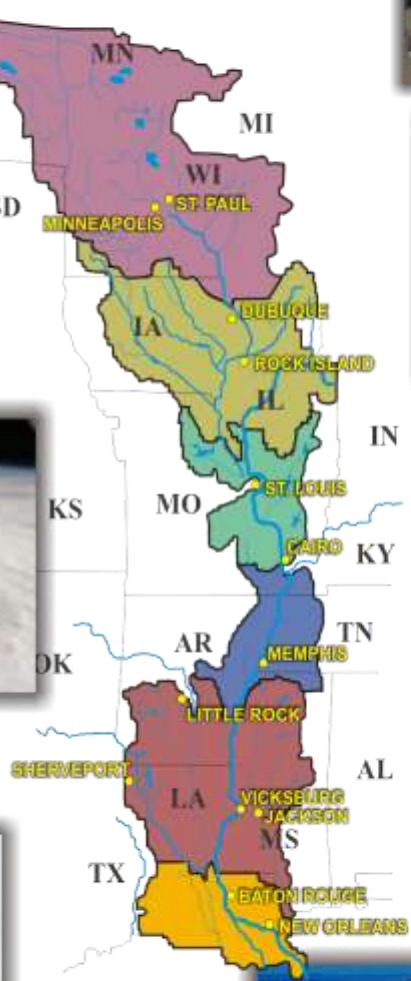 MN
MI
WI
ST. PAUL
MINNEAPOLIS
DUBUQUE
IA
ROCK ISLAND
IL
IN
ST. LOUIS
KS
MO
CAIRO
KY
TN
AR
MEMPHIS
OK
LITTLE ROCK
SHERVEPORT
AL
LA
VICKSBURG
JACKSON
MS
TX
BATON ROUGE
NEW ORLEANS